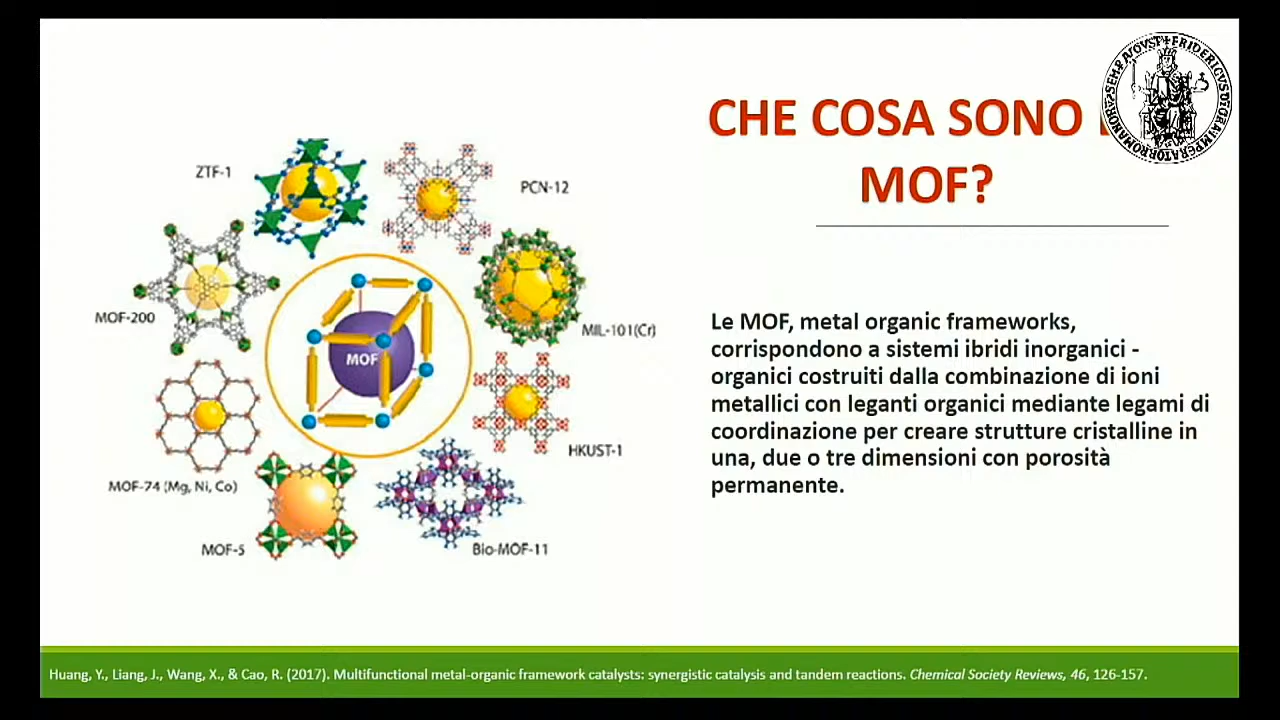 CHE COSA SONO
MOF?
Le MOF, metal organic frameworks,
corrispondono a sistemi ibridi inorganici -
organici costruiti dalla combinazione di ioni
metallici con leganti organici mediante legami di
coordinazione per creare strutture cristalline in
una, due o tre dimensioni con porosità
permanente.
ZTF-1
PCN-12
MOF-200
MIL-101(Cr)
MOF
HKUST-1
MOF-74 (Mg, Ni, Co)
MOF-5
Bio-MOF-11
Huang, Y., Liang, J., Wang, X., & Cao, R. (2017). Multifunctional metal-organic framework catalysts: synergistic catalysis and tandem reactions. Chemical Society Reviews, 46, 126-157.